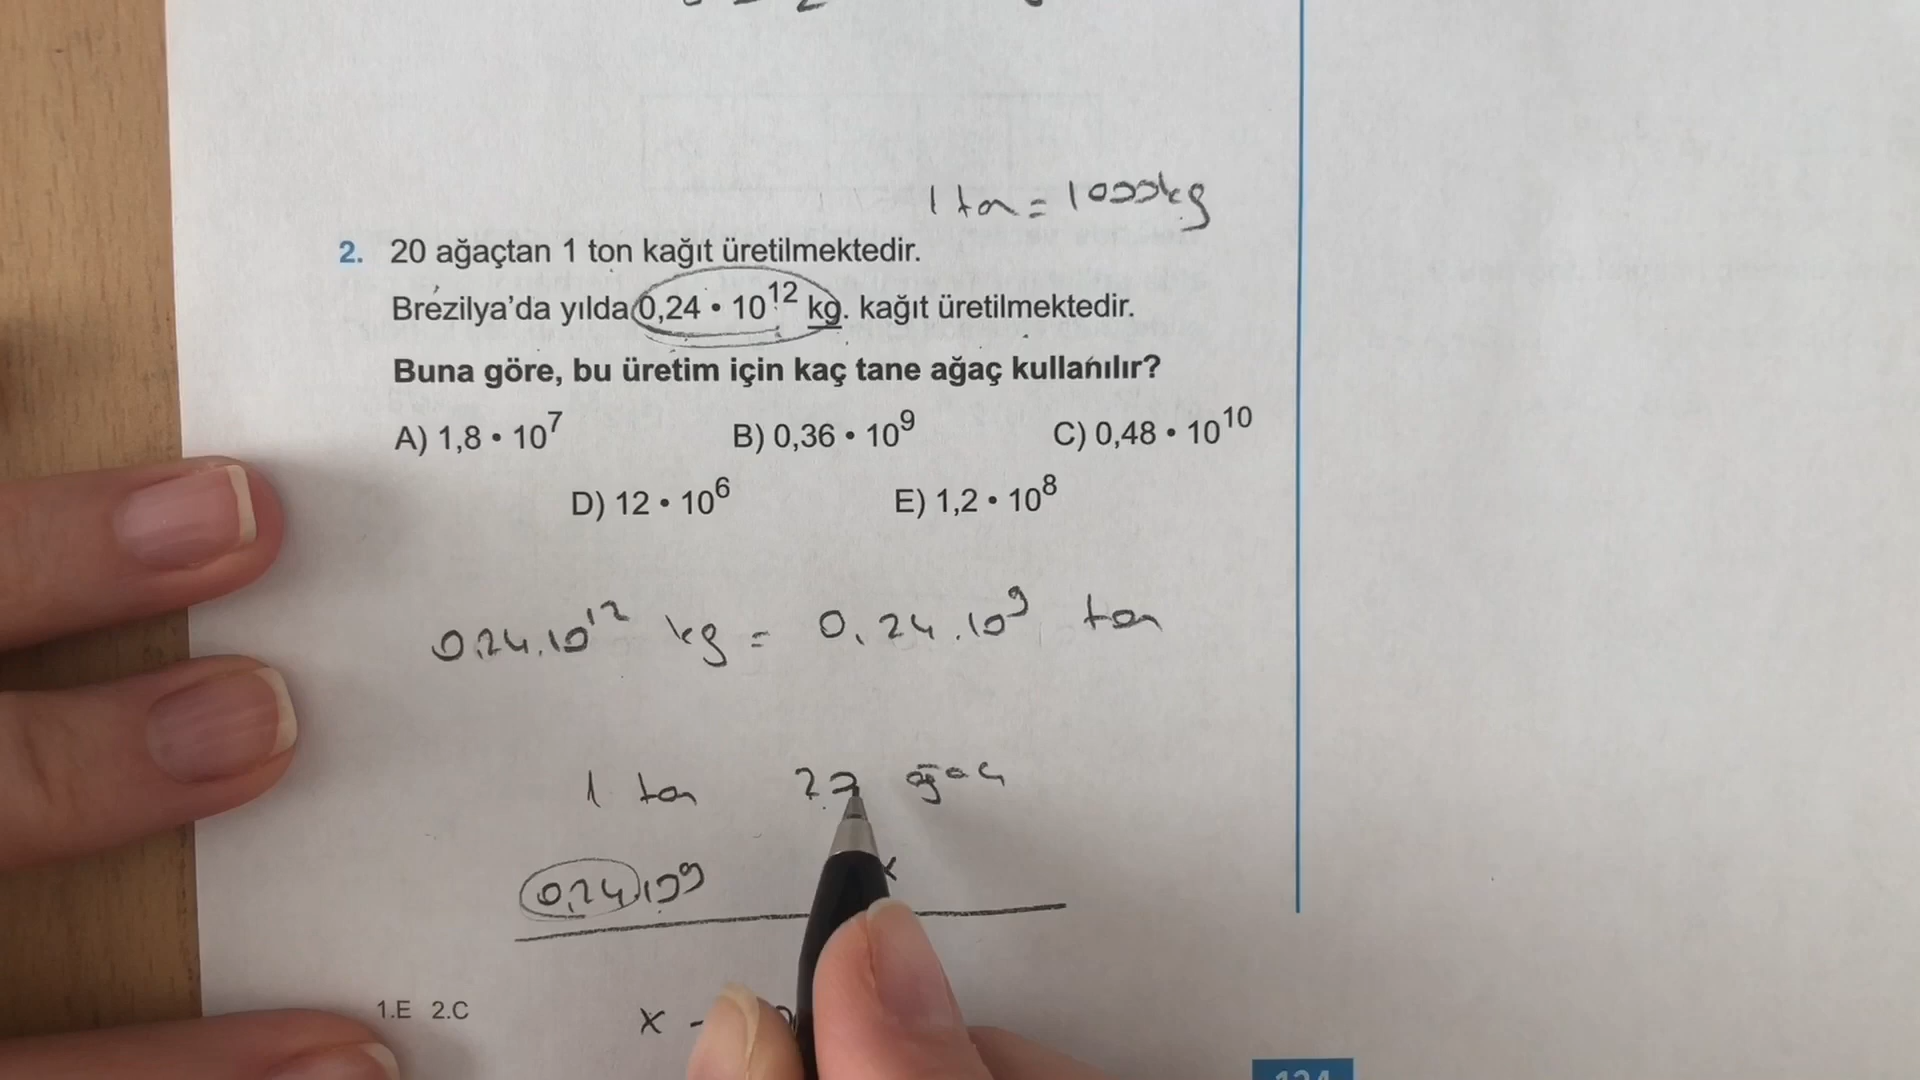 1 ton = 1000kg
2. 20 ağaçtan 1 ton kağıt üretilmektedir.
Brezilya’da yılda 0,24 • 10¹² kg. kağıt üretilmektedir.
Buna göre, bu üretim için kaç tane ağaç kullanılır?
A) 1,8 • 10⁷ B) 0,36 • 10⁹ C) 0,48 • 10¹⁰
D) 12 • 10⁶ E) 1,2 • 10⁸
0,24.10¹² kg = 0,24.10⁹ ton
1 ton 20 ağaç
0,24.10⁹ x
1.E 2.C
x =